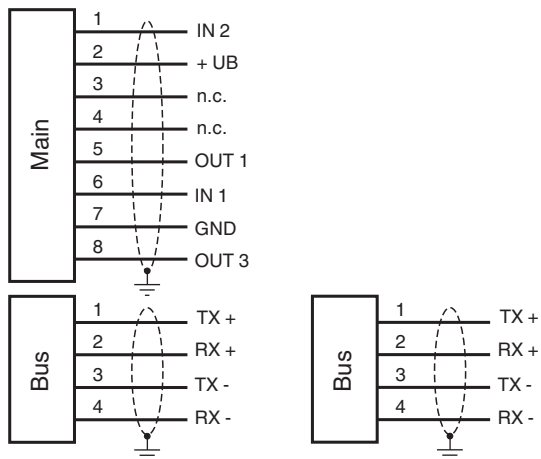 Main
1 IN 2
2 + UB
3 n.c.
4 n.c.
5 OUT 1
6 IN 1
7 GND
8 OUT 3
Bus
1 TX +
2 RX +
3 TX -
4 RX -
Bus
1 TX +
2 RX +
3 TX -
4 RX -